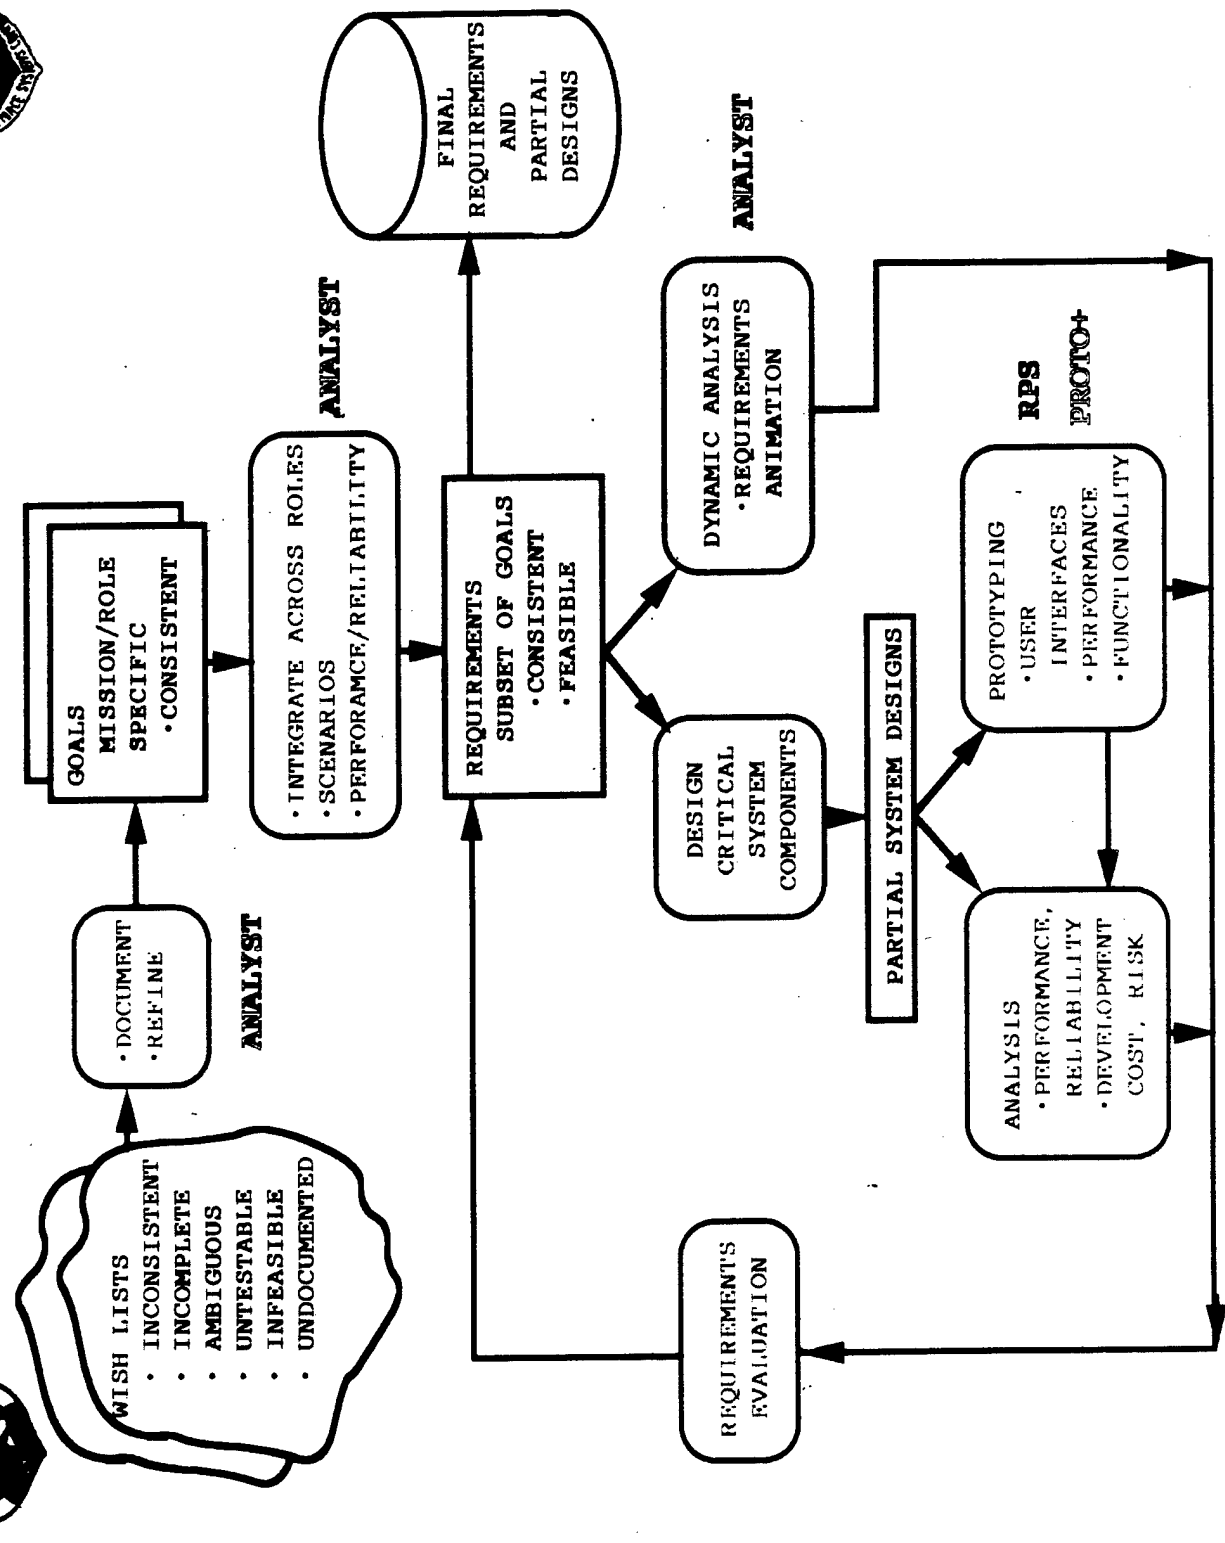 WISH LISTS
· INCONSISTENT
· INCOMPLETE
· AMBIGUOUS
· UNTESTABLE
· INFEASIBLE
· UNDOCUMENTED
·DOCUMENT
·REFINE
ANALYST
GOALS
MISSION/ROLE
SPECIFIC
·CONSISTENT
·INTEGRATE ACROSS ROLES
·SCENARIOS
·PERFORAMCE/RELIABILITY
ANALYST
REQUIREMENTS
SUBSET OF GOALS
·CONSISTENT
·FEASIBLE
FINAL
REQUIREMENTS
AND
PARTIAL
DESIGNS
REQUIREMENTS
EVALUATION
DESIGN
CRITICAL
SYSTEM
COMPONENTS
DYNAMIC ANALYSIS
·REQUIREMENTS
ANIMATION
ANALYST
PARTIAL SYSTEM DESIGNS
ANALYSIS
·PERFORMANCE,
RELIABILITY
·DEVELOPMENT
COST, RISK
PROTOTYPING
·USER
INTERFACES
·PERFORMANCE
·FUNCTIONALITY
RPS
PROTO+